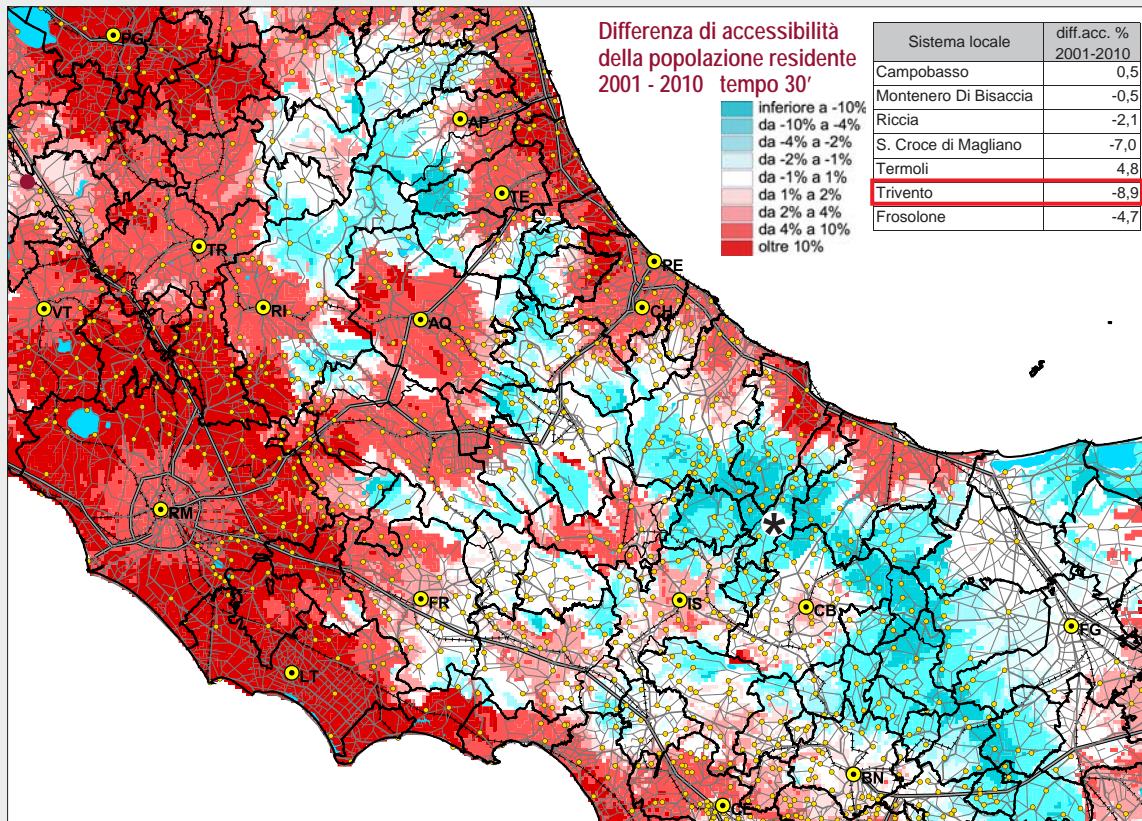 Differenza di accessibilità
della popolazione residente
2001 - 2010 tempo 30'
inferiore a -10%
da -10% a -4%
da -4% a -2%
da -2% a -1%
da -1% a 1%
da 1% a 2%
da 2% a 4%
da 4% a 10%
oltre 10%
Sistema locale diff.acc. % 2001-2010
Campobasso 0,5
Montenero Di Bisaccia -0,5
Riccia -2,1
S. Croce di Magliano -7,0
Termoli 4,8
Trivento -8,9
Frosolone -4,7
PG
AP
TE
TR
PE
VT
RI
AQ
CH
RM
*
FR
IS
CB
FG
LT
BN
CE